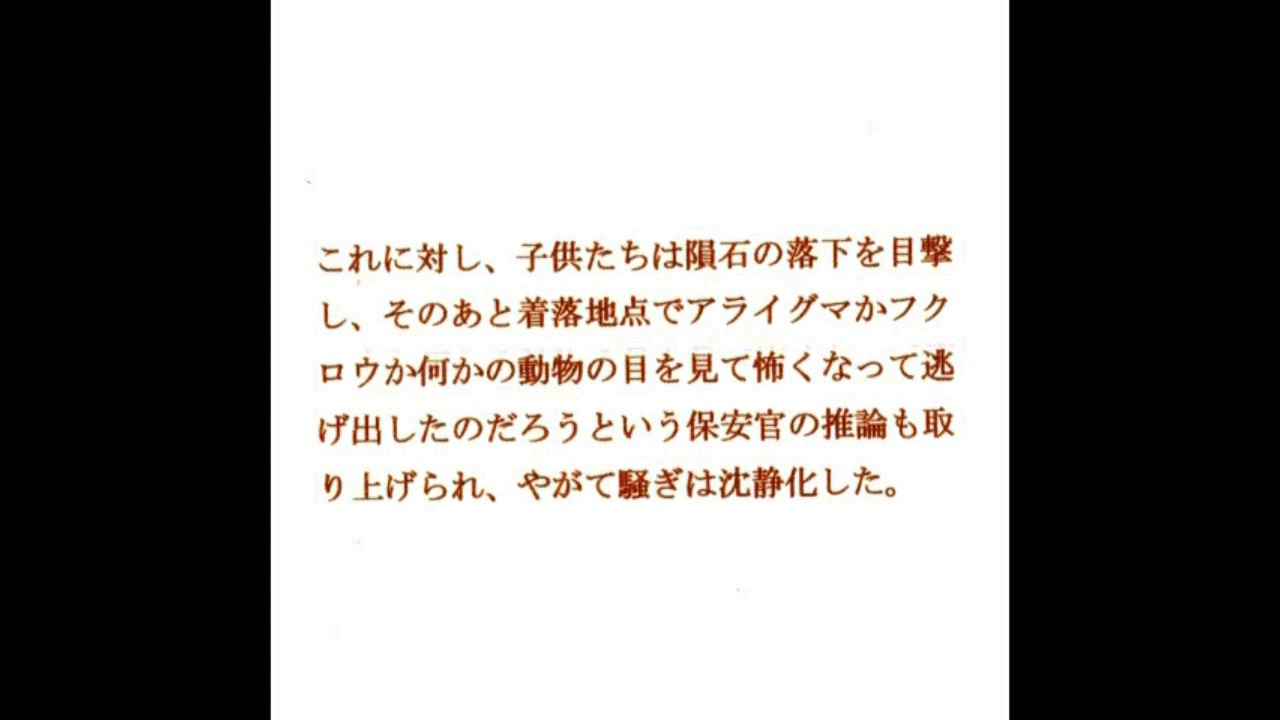 これに対し、子供たちは隕石の落下を目撃
し、そのあと着落地点でアライグマかフク
ロウか何かの動物の目を見て怖くなって逃
げ出したのだろうという保安官の推論も取
り上げられ、やがて騒ぎは沈静化した。